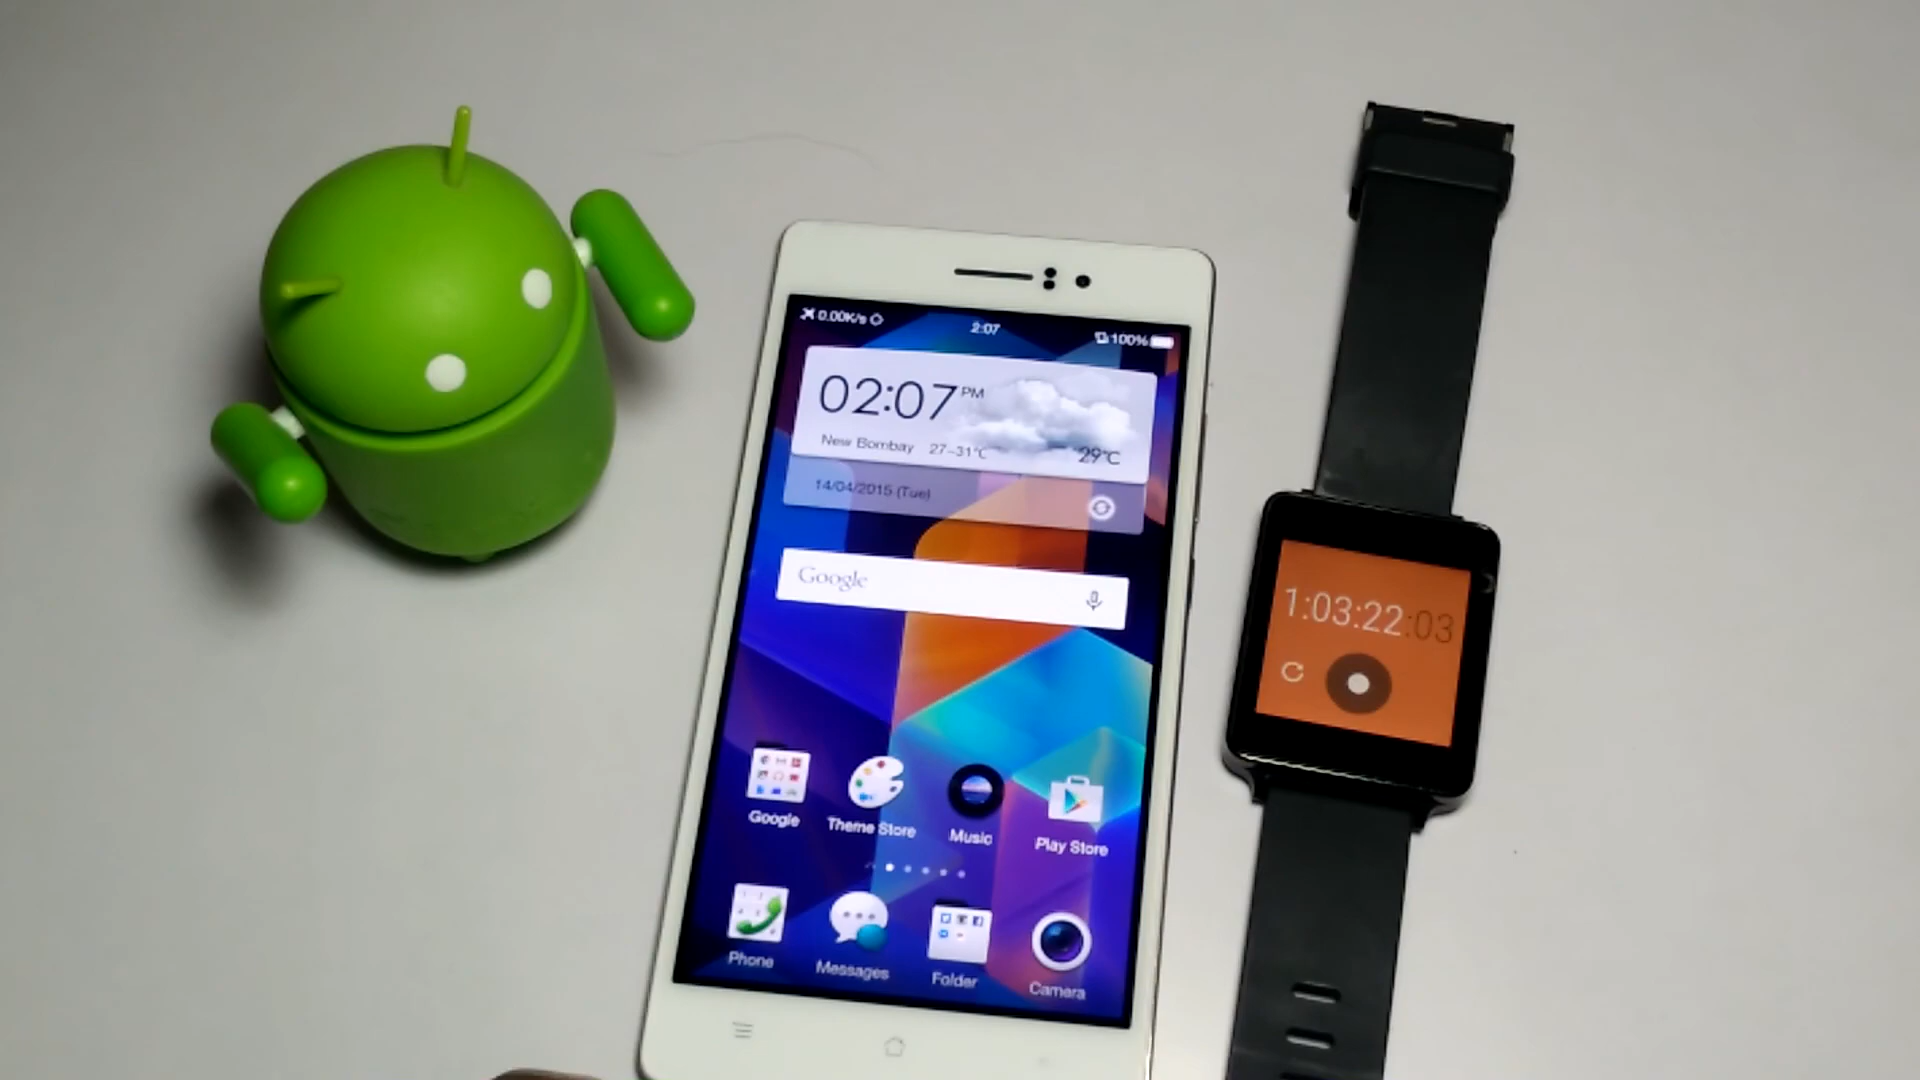 0.00K/s 2:07 100%
02:07 PM
New Bombay 27-31°C 29°C
14/04/2015 (Tue)
Google
1:03:22:03
Google Theme Store Music Play Store
Phone Messages Folder Camera